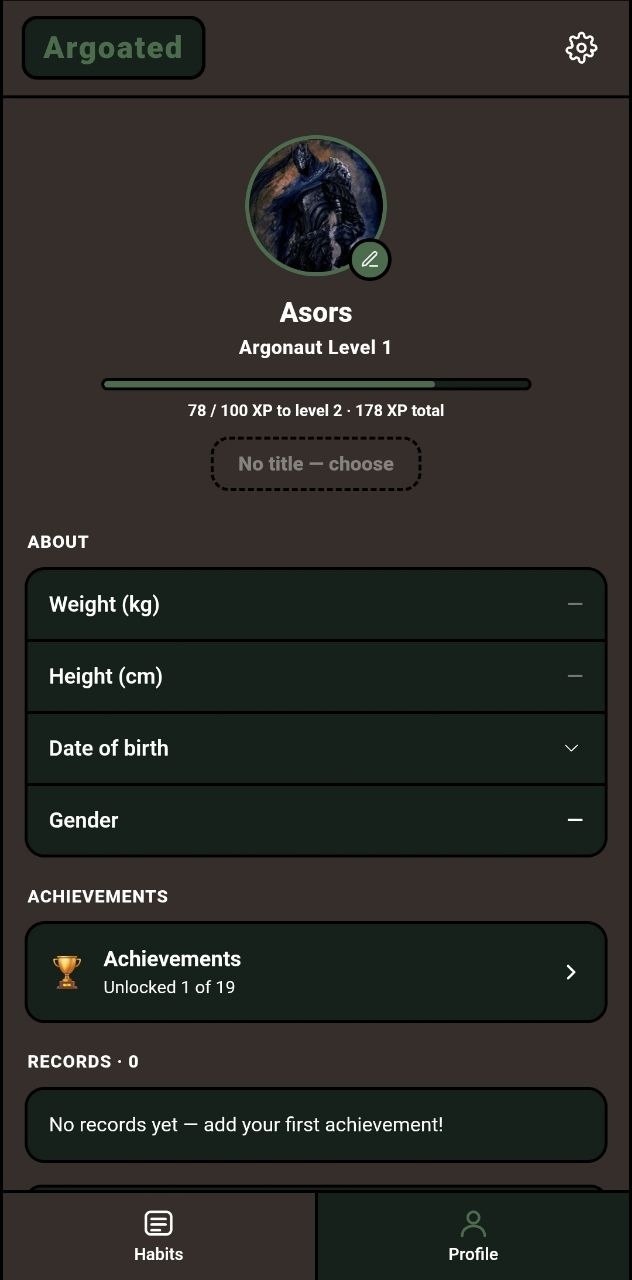 Argoated
Asors
Argonaut Level 1
78 / 100 XP to level 2 · 178 XP total
No title — choose
ABOUT
Weight (kg) —
Height (cm) —
Date of birth
Gender —
ACHIEVEMENTS
Achievements
Unlocked 1 of 19
RECORDS · 0
No records yet — add your first achievement!
Habits
Profile